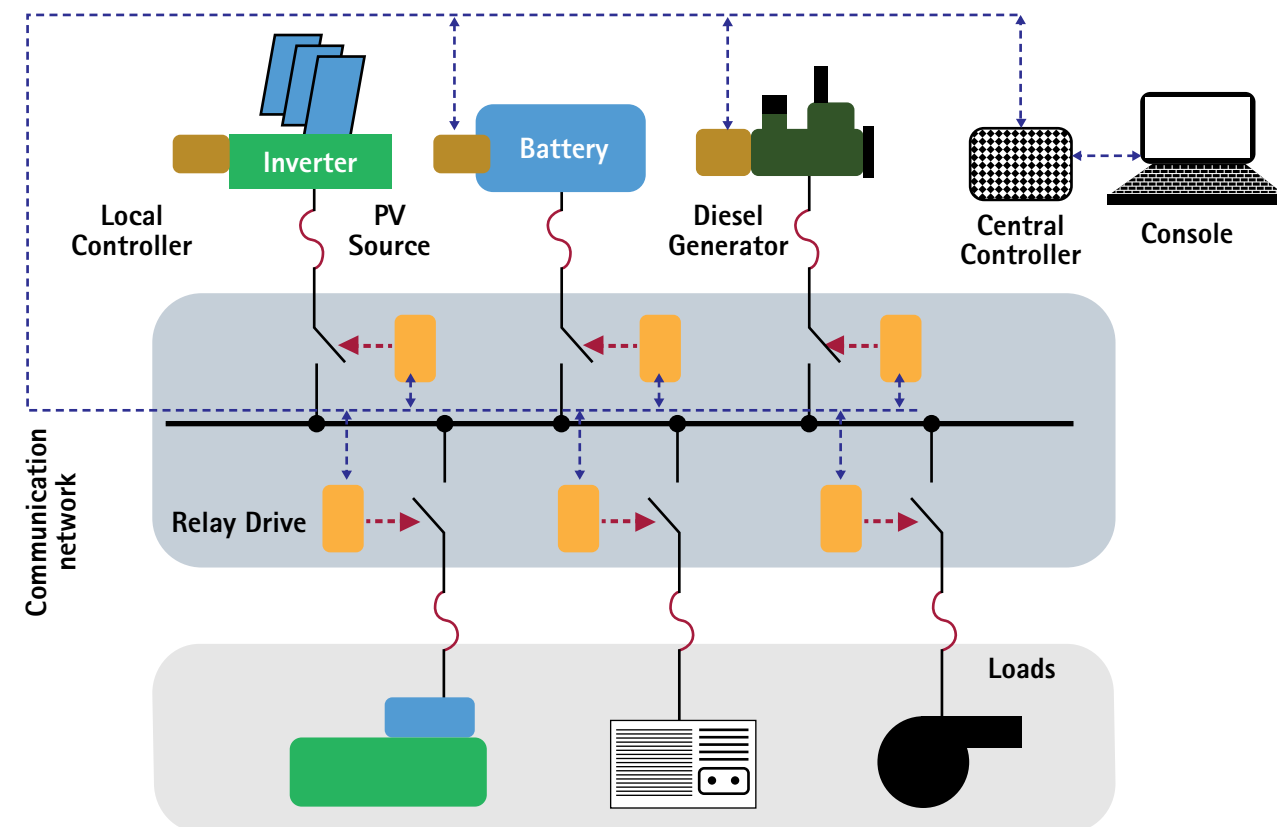 Inverter
Battery
Local
Controller
PV
Source
Diesel
Generator
Central
Controller
Console
Communication
network
Relay Drive
Loads